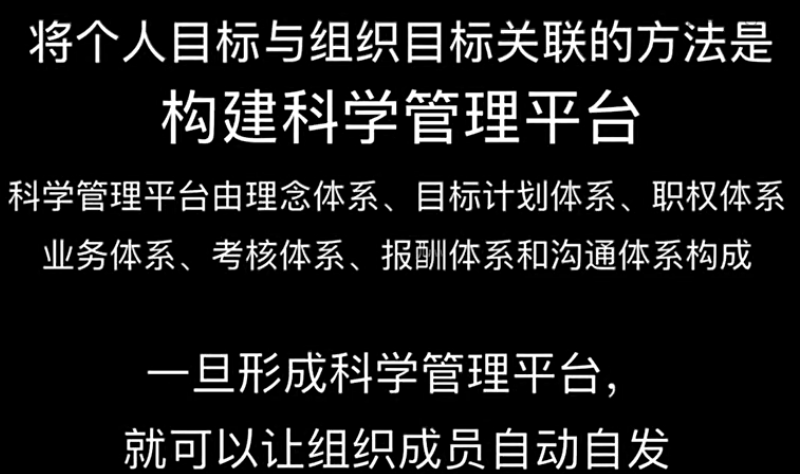 将个人目标与组织目标关联的方法是
构建科学管理平台
科学管理平台由理念体系、目标计划体系、职权体系
业务体系、考核体系、报酬体系和沟通体系构成
一旦形成科学管理平台,
就可以让组织成员自动自发